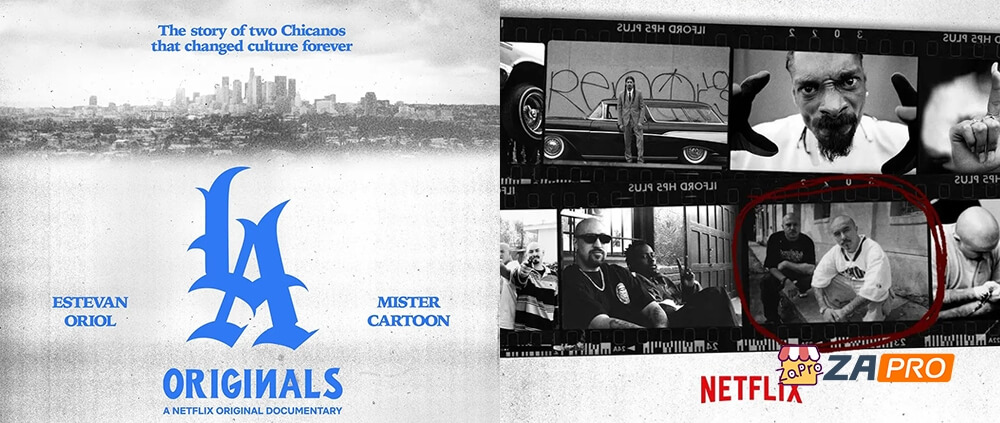 The story of two Chicanos
that changed culture forever
LA
ESTEVAN
ORIOL
MISTER
CARTOON
ORIGINALS
A NETFLIX ORIGINAL DOCUMENTARY
ILFORD HP5 PLUS
ILFORD HP5 PLUS
NETFLIX
ZaPro
ZAPRO